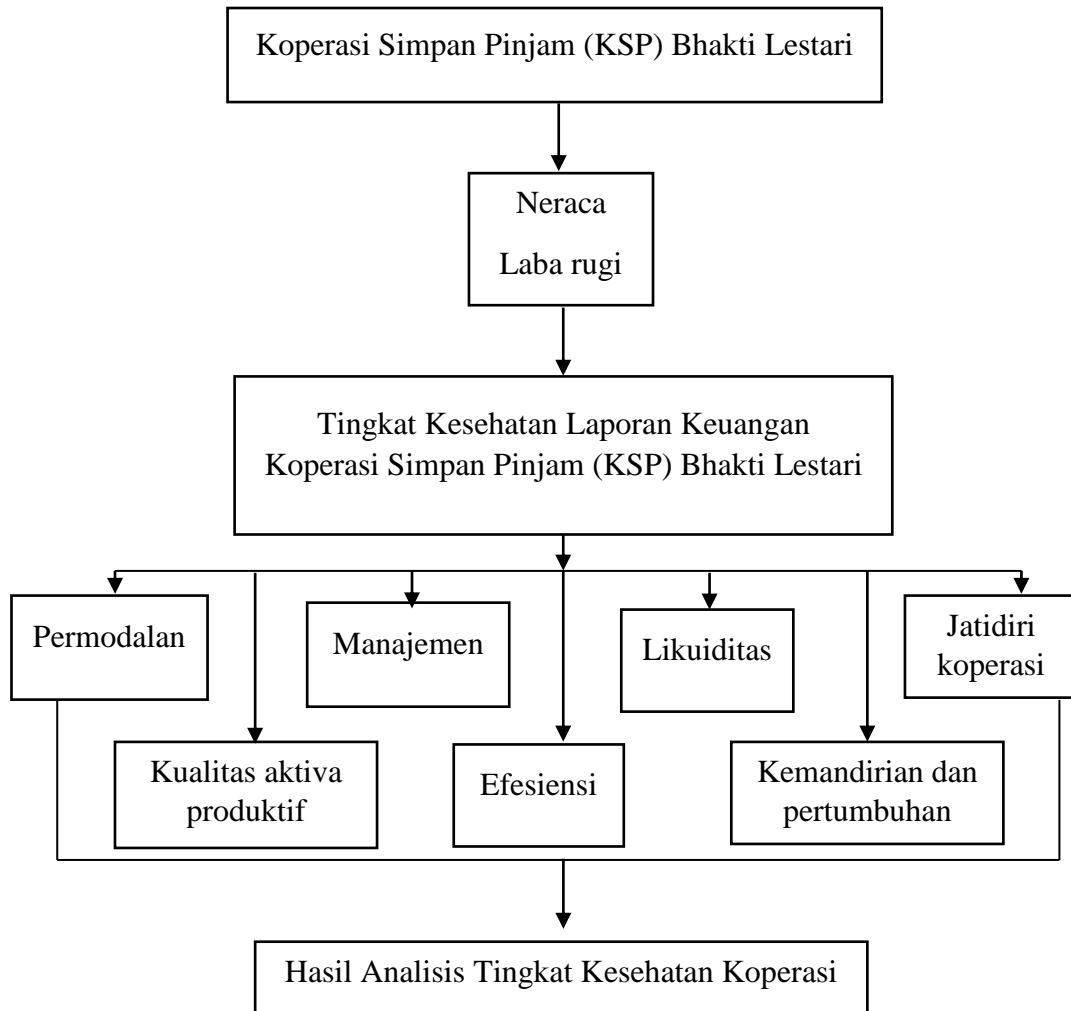 Koperasi Simpan Pinjam (KSP) Bhakti Lestari
Neraca
Laba rugi
Tingkat Kesehatan Laporan Keuangan
Koperasi Simpan Pinjam (KSP) Bhakti Lestari
Permodalan
Manajemen
Likuiditas
Jatidiri
koperasi
Kualitas aktiva
produktif
Efesiensi
Kemandirian dan
pertumbuhan
Hasil Analisis Tingkat Kesehatan Koperasi